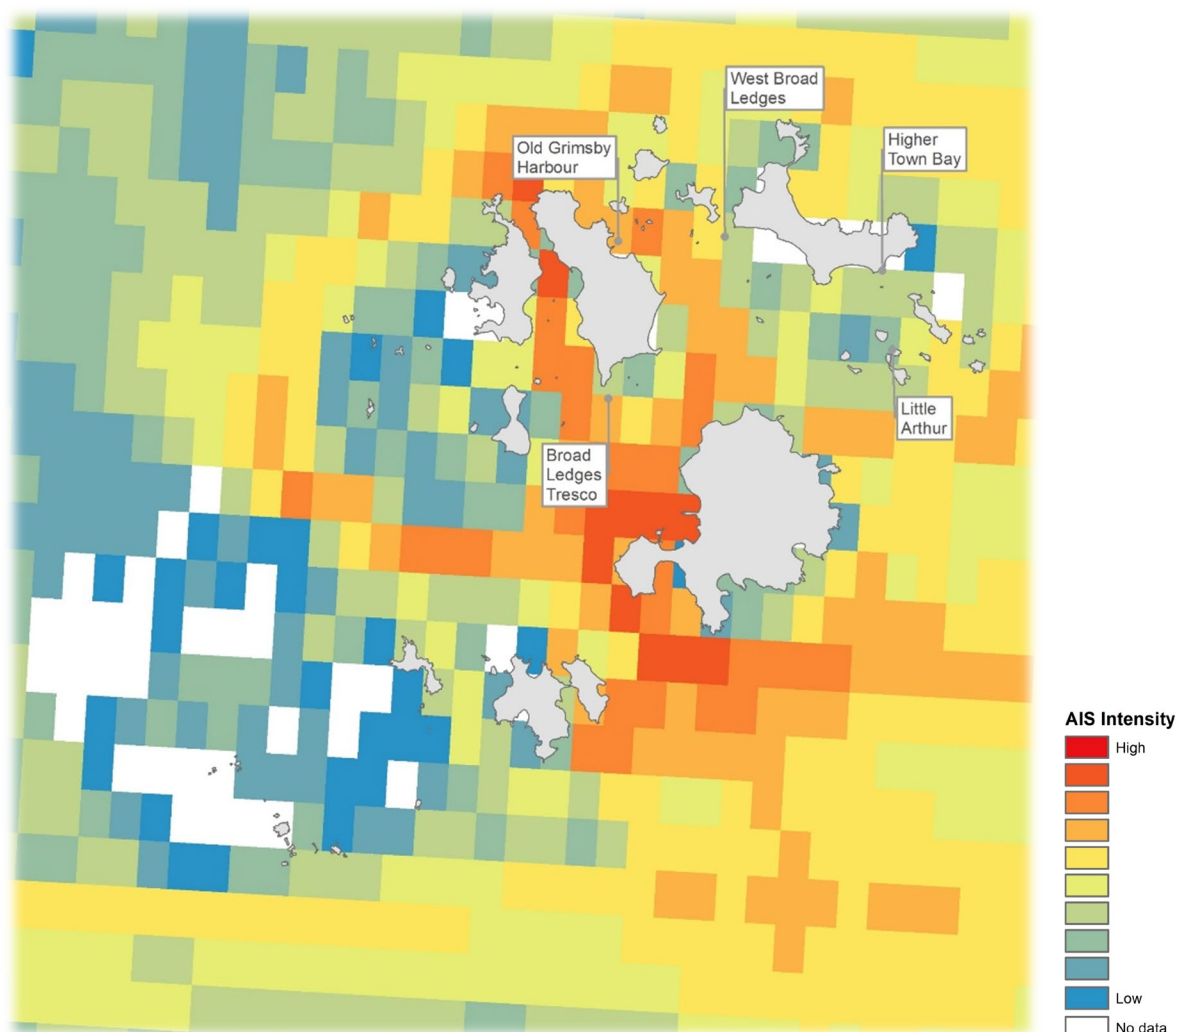 West Broad
Ledges
Old Grimsby
Harbour
Higher
Town Bay
Little
Arthur
Broad
Ledges
Tresco
AIS Intensity
High
Low
No data